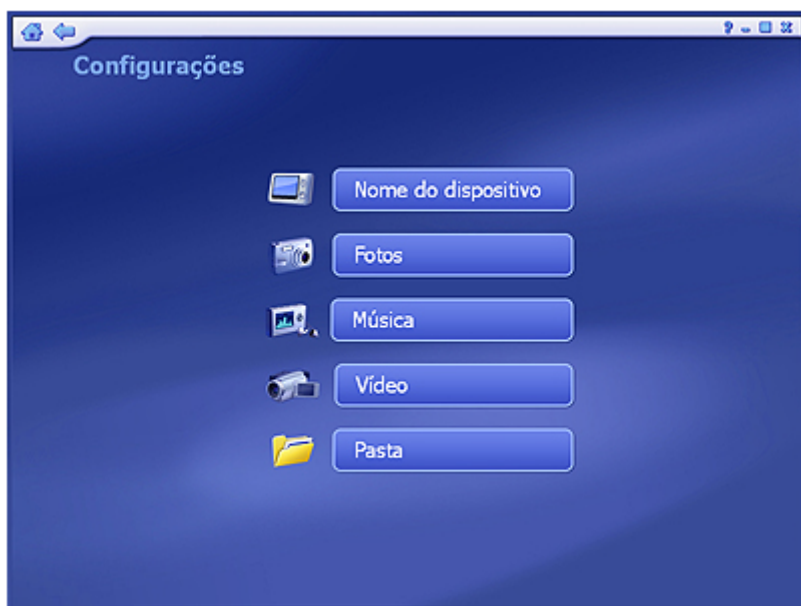 Configurações
Nome do dispositivo
Fotos
Música
Vídeo
Pasta